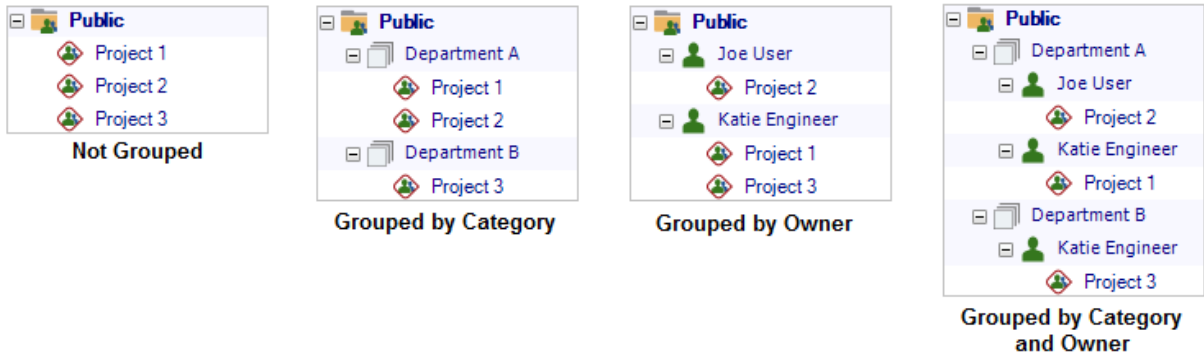 Public
Project 1
Project 2
Project 3
Not Grouped
Public
Department A
Project 1
Project 2
Department B
Project 3
Grouped by Category
Public
Joe User
Project 2
Katie Engineer
Project 1
Project 3
Grouped by Owner
Public
Department A
Joe User
Project 2
Katie Engineer
Project 1
Department B
Katie Engineer
Project 3
Grouped by Category
and Owner